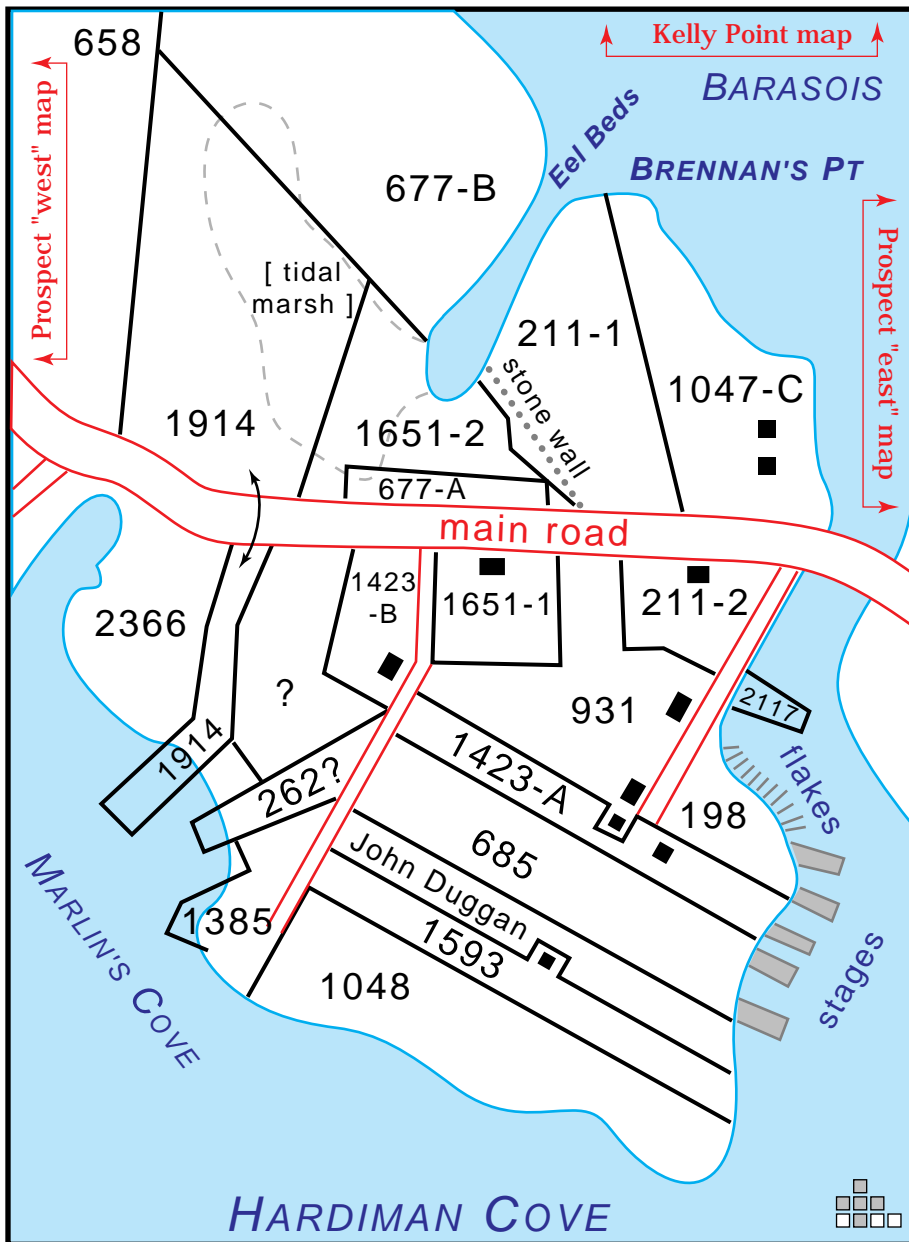 658
Kelly Point map
BARASOIS
Prospect "west" map
Eel Beds
BRENNAN'S PT
677-B
Prospect "east" map
[ tidal
marsh ]
211-1
stone wall
1047-C
1914
1651-2
677-A
main road
1423
-B
1651-1
211-2
2366
?
931
2117
1914
262?
1423-A
flakes
198
685
John Duggan
MARLIN'S COVE
1385
1593
stages
1048
HARDIMAN COVE